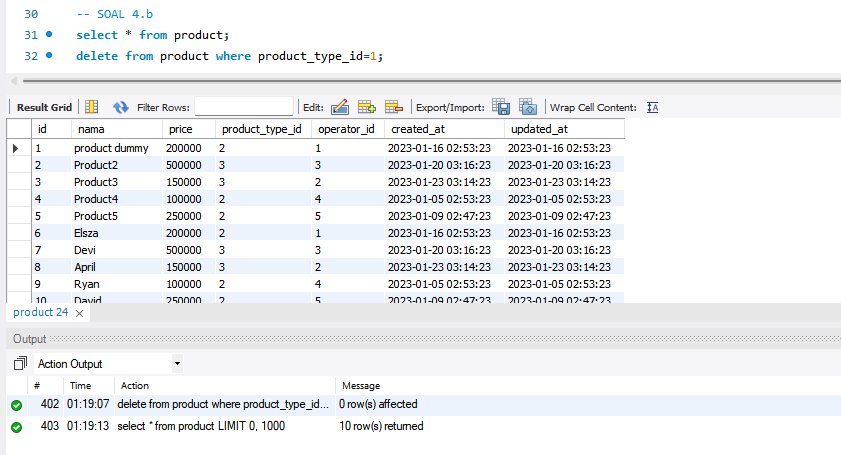 30 -- SOAL 4.b
31 select * from product;
32 delete from product where product_type_id=1;
Result Grid Filter Rows: Edit: Export/Import: Wrap Cell Content:
id nama price product_type_id operator_id created_at updated_at
1 product dummy 200000 2 1 2023-01-16 02:53:23 2023-01-16 02:53:23
2 Product2 500000 3 3 2023-01-20 03:16:23 2023-01-20 03:16:23
3 Product3 150000 3 2 2023-01-23 03:14:23 2023-01-23 03:14:23
4 Product4 100000 2 4 2023-01-05 02:53:23 2023-01-05 02:53:23
5 Product5 250000 2 5 2023-01-09 02:47:23 2023-01-09 02:47:23
6 Elsza 200000 2 1 2023-01-16 02:53:23 2023-01-16 02:53:23
7 Devi 500000 3 3 2023-01-20 03:16:23 2023-01-20 03:16:23
8 April 150000 3 2 2023-01-23 03:14:23 2023-01-23 03:14:23
9 Ryan 100000 2 4 2023-01-05 02:53:23 2023-01-05 02:53:23
10 David 250000 2 5 2023-01-09 02:47:23 2023-01-09 02:47:23
product 24
Output
Action Output
# Time Action Message
402 01:19:07 delete from product where product_type_id... 0 row(s) affected
403 01:19:13 select * from product LIMIT 0, 1000 10 row(s) returned